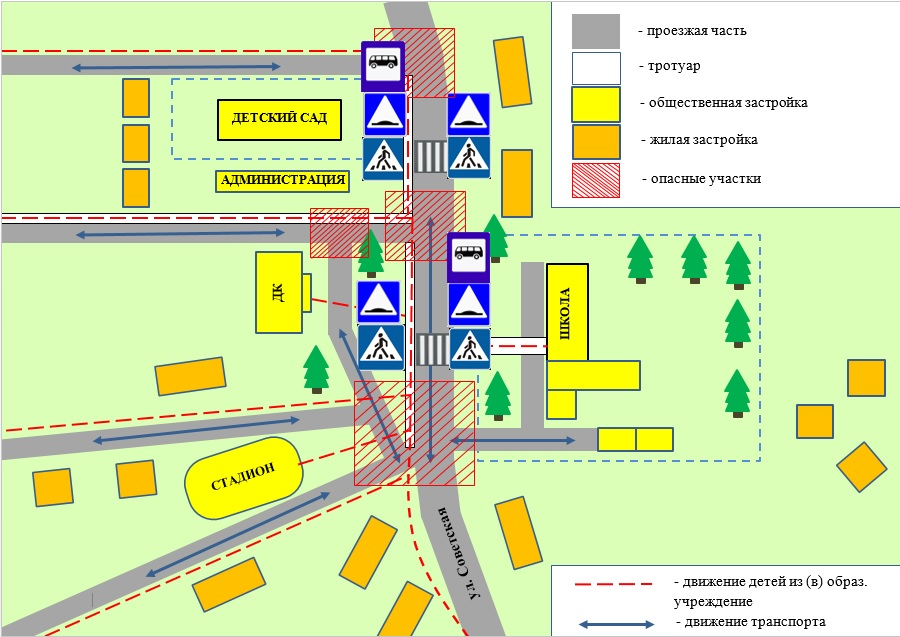 - проезжая часть
- тротуар
- общественная застройка
- жилая застройка
- опасные участки
ДЕТСКИЙ САД
АДМИНИСТРАЦИЯ
ДК
ШКОЛА
СТАДИОН
ул. Советская
- движение детей из (в) образ.
учреждение
- движение транспорта